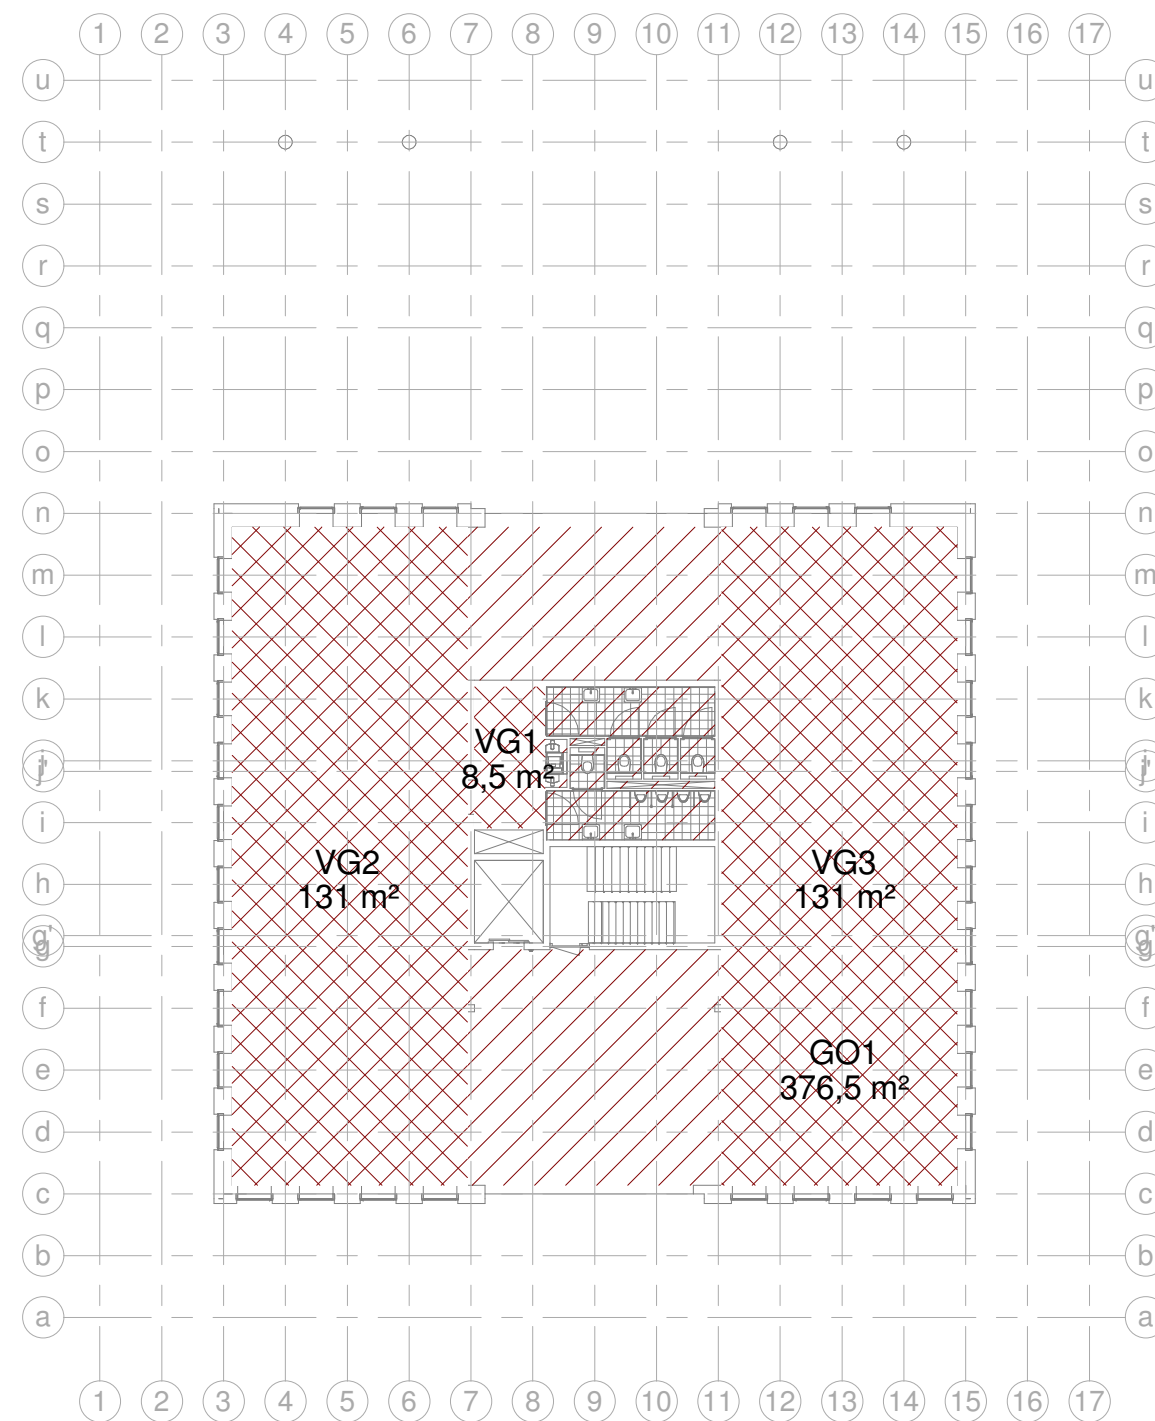 1 2 3 4 5 6 7 8 9 10 11 12 13 14 15 16 17
u u
t t
s s
r r
q q
p p
o o
n n
m m
l l
k k
j j
j' j'
i i
VG1
8,5 m²
VG2
131 m²
VG3
131 m²
h h
g' g'
g g
f f
GO1
376,5 m²
e e
d d
c c
b b
a a
1 2 3 4 5 6 7 8 9 10 11 12 13 14 15 16 17